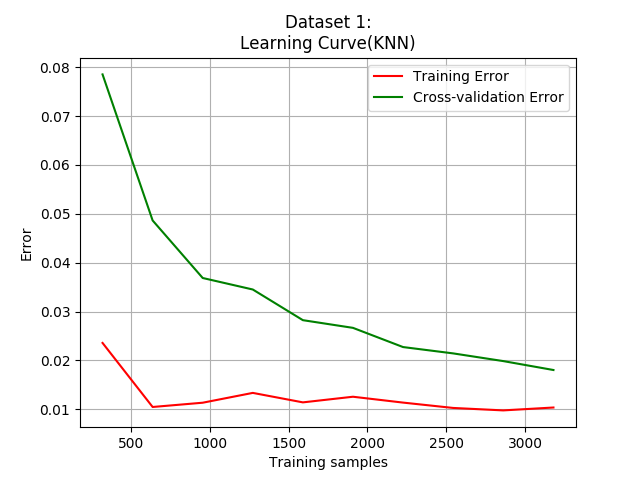 Dataset 1:
Learning Curve(KNN)
Training Error
Cross-validation Error
0.08
0.07
0.06
0.05
0.04
0.03
0.02
0.01
Error
500
1000
1500
2000
2500
3000
Training samples